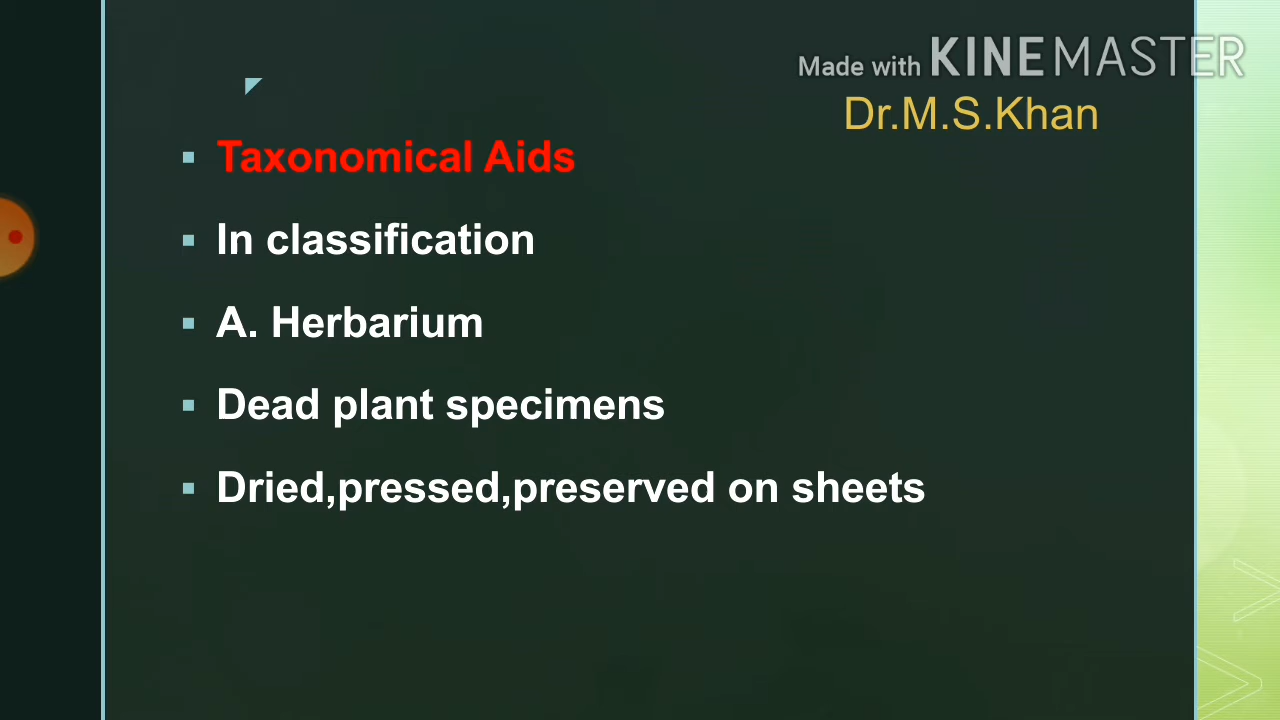 Made with KINEMASTER
Dr.M.S.Khan
Taxonomical Aids
In classification
A. Herbarium
Dead plant specimens
Dried,pressed,preserved on sheets